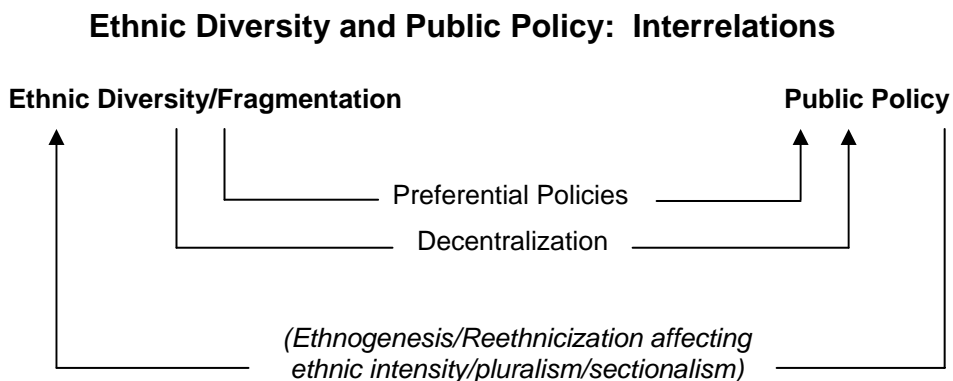 Ethnic Diversity and Public Policy: Interrelations
Ethnic Diversity/Fragmentation Public Policy
Preferential Policies
Decentralization
(Ethnogenesis/Reethnicization affecting
ethnic intensity/pluralism/sectionalism)